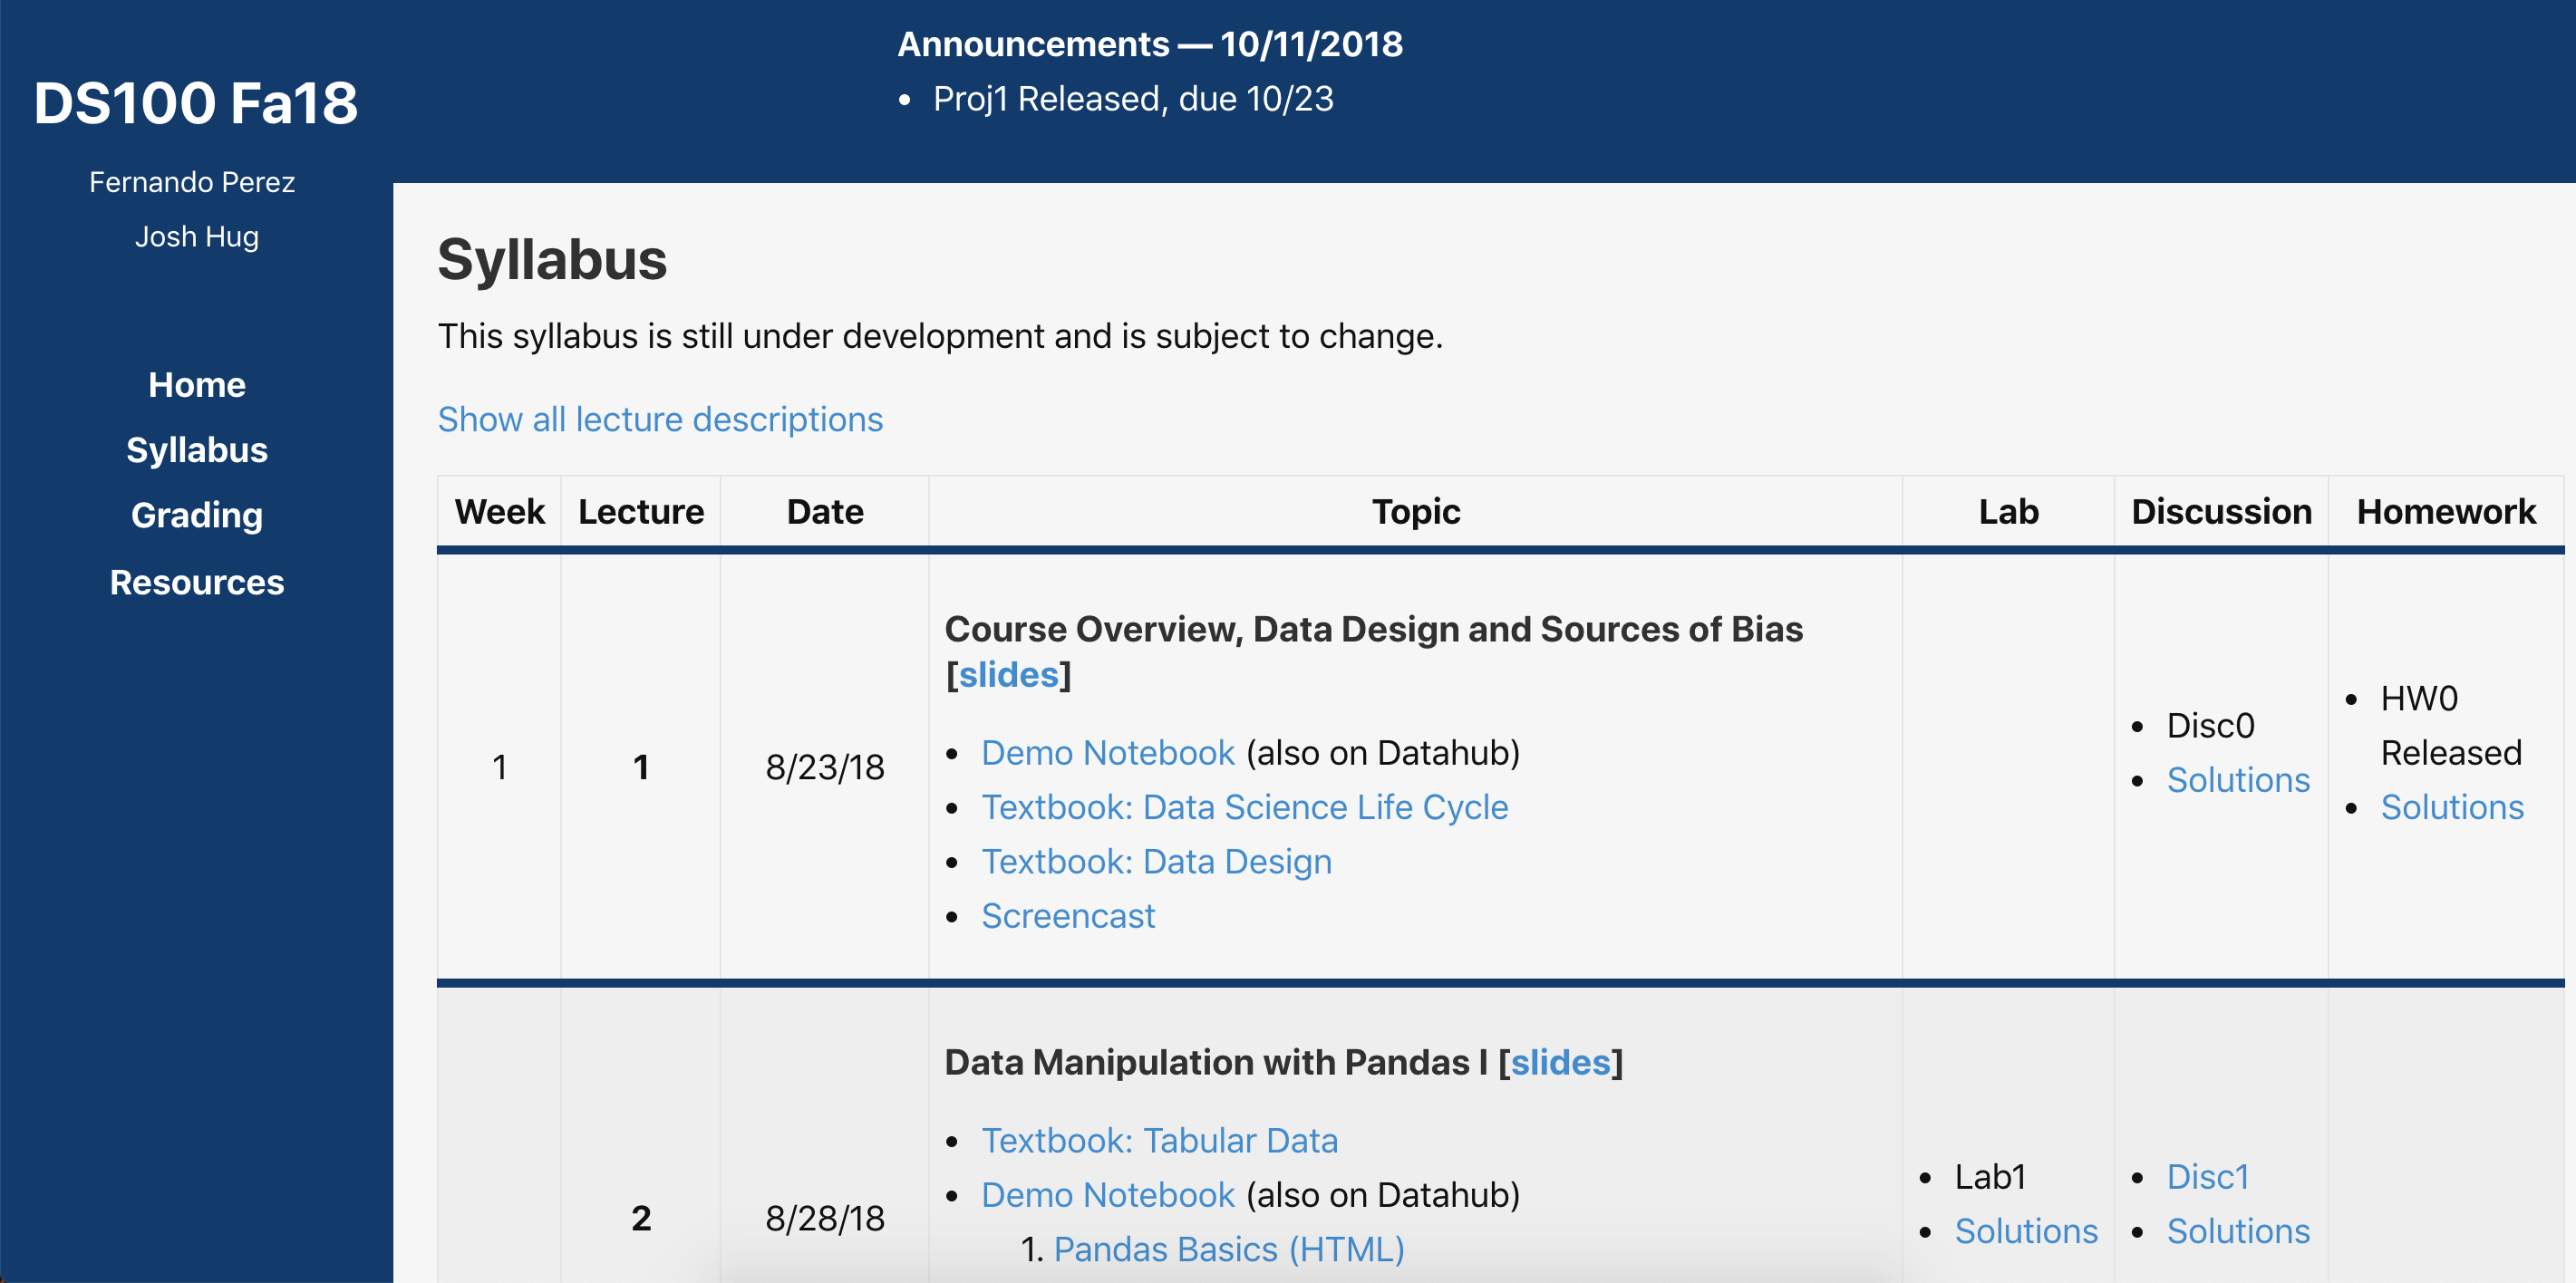 DS100 Fa18
Fernando Perez
Josh Hug
Home
Syllabus
Grading
Resources
Announcements — 10/11/2018
• Proj1 Released, due 10/23
Syllabus
This syllabus is still under development and is subject to change.
Show all lecture descriptions
Week Lecture Date Topic Lab Discussion Homework
1 1 8/23/18
Course Overview, Data Design and Sources of Bias
[slides]
• Demo Notebook (also on Datahub)
• Textbook: Data Science Life Cycle
• Textbook: Data Design
• Screencast
• Disc0
• Solutions
• HW0
Released
• Solutions
2 8/28/18
Data Manipulation with Pandas I [slides]
• Textbook: Tabular Data
• Demo Notebook (also on Datahub)
1. Pandas Basics (HTML)
• Lab1
• Solutions
• Disc1
• Solutions